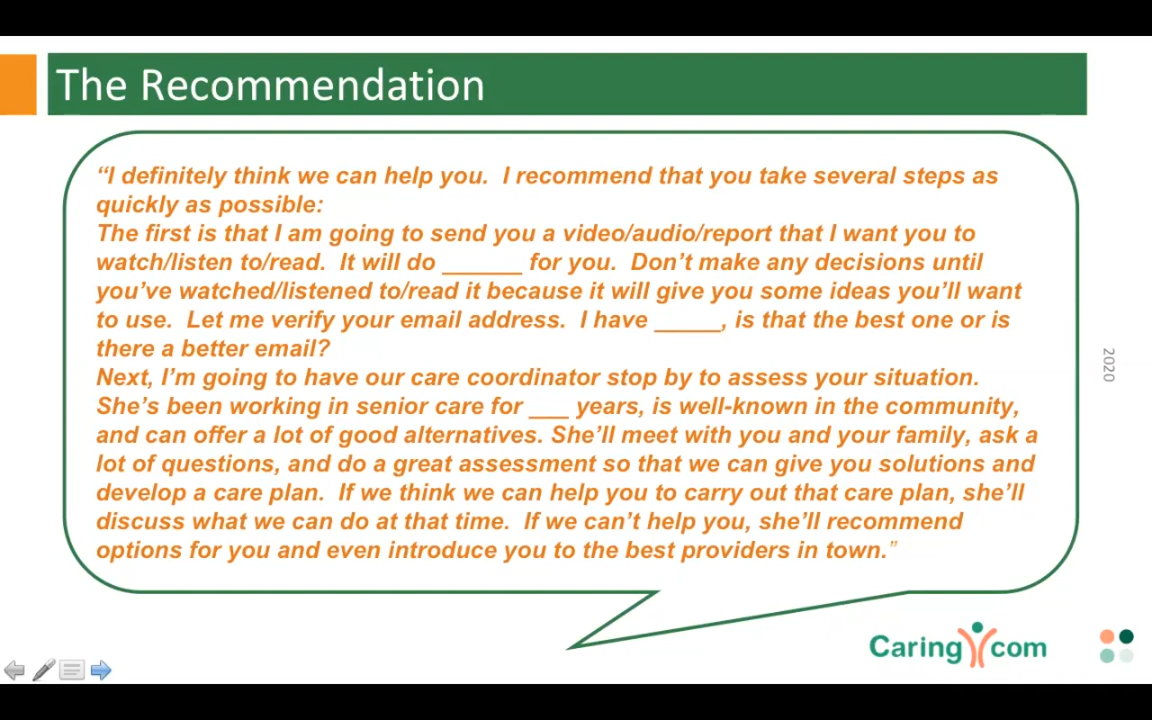 The Recommendation
“I definitely think we can help you.  I recommend that you take several steps as
quickly as possible:
The first is that I am going to send you a video/audio/report that I want you to
watch/listen to/read.  It will do ______ for you.  Don’t make any decisions until
you’ve watched/listened to/read it because it will give you some ideas you’ll want
to use.  Let me verify your email address.  I have _____, is that the best one or is
there a better email?
Next, I’m going to have our care coordinator stop by to assess your situation.
She’s been working in senior care for ___ years, is well-known in the community,
and can offer a lot of good alternatives. She’ll meet with you and your family, ask a
lot of questions, and do a great assessment so that we can give you solutions and
develop a care plan.  If we think we can help you to carry out that care plan, she’ll
discuss what we can do at that time.  If we can’t help you, she’ll recommend
options for you and even introduce you to the best providers in town.”
2020
Caring com